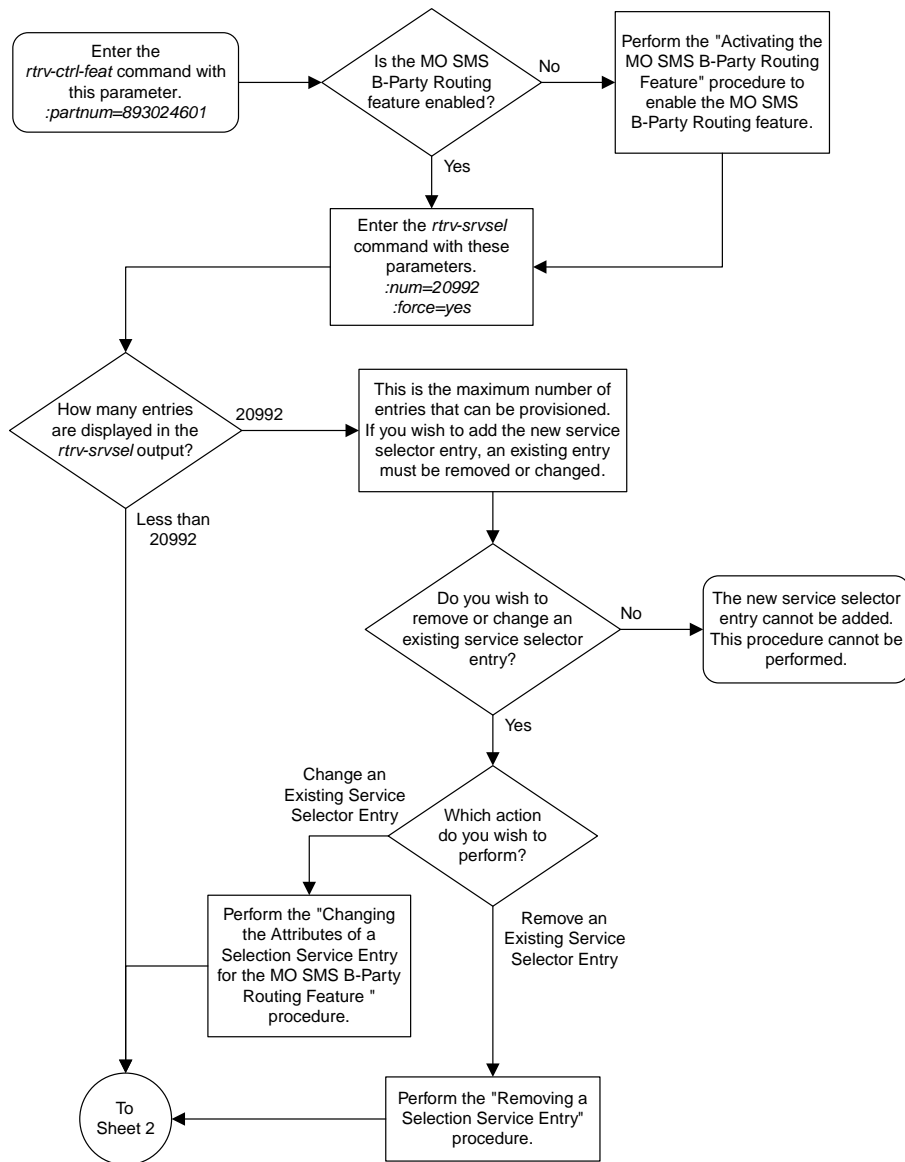 Enter the
rtrv-ctrl-feat command with
this parameter.
:partnum=893024601
Is the MO SMS
B-Party Routing
feature enabled?
No
Perform the "Activating the
MO SMS B-Party Routing
Feature" procedure to
enable the MO SMS
B-Party Routing feature.
Yes
Enter the rtrv-srvsel
command with these
parameters.
:num=20992
:force=yes
How many entries
are displayed in the
rtrv-srvsel output?
20992
This is the maximum number of
entries that can be provisioned.
If you wish to add the new service
selector entry, an existing entry
must be removed or changed.
Less than
20992
Do you wish to
remove or change an
existing service selector
entry?
No
The new service selector
entry cannot be added.
This procedure cannot be
performed.
Yes
Change an
Existing Service
Selector Entry
Which action
do you wish to
perform?
Perform the "Changing
the Attributes of a
Selection Service Entry
for the MO SMS B-Party
Routing Feature "
procedure.
Remove an
Existing Service
Selector Entry
To
Sheet 2
Perform the "Removing a
Selection Service Entry"
procedure.